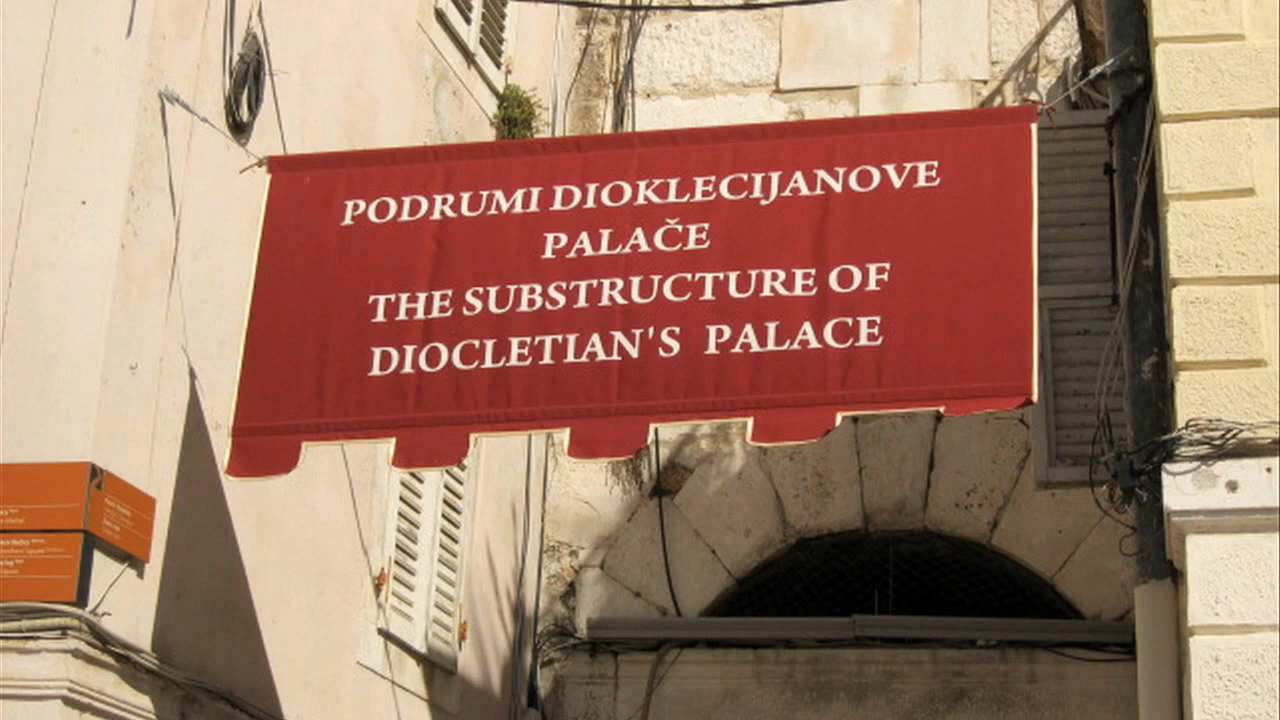 PODRUMI DIOKLECIJANOVE
PALAČE
THE SUBSTRUCTURE OF
DIOCLETIAN'S  PALACE